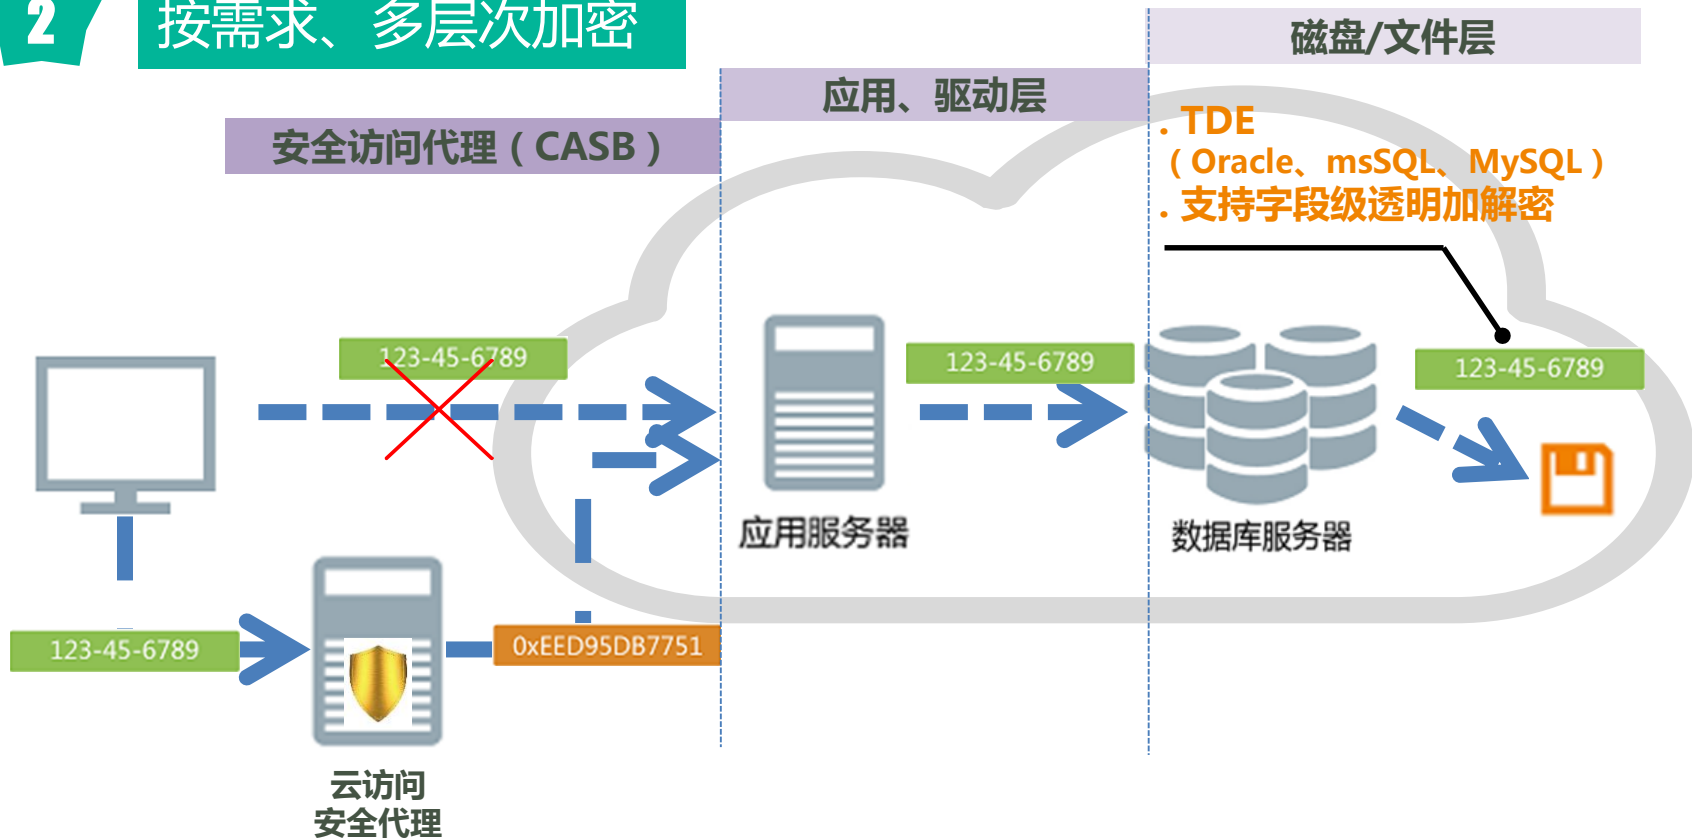 2
按需求、多层次加密
磁盘/文件层
应用、驱动层
安全访问代理（CASB）
. TDE
（Oracle、msSQL、MySQL）
. 支持字段级透明加解密
123-45-6789
123-45-6789
123-45-6789
应用服务器
数据库服务器
123-45-6789
0xEED95DB7751
云访问
安全代理